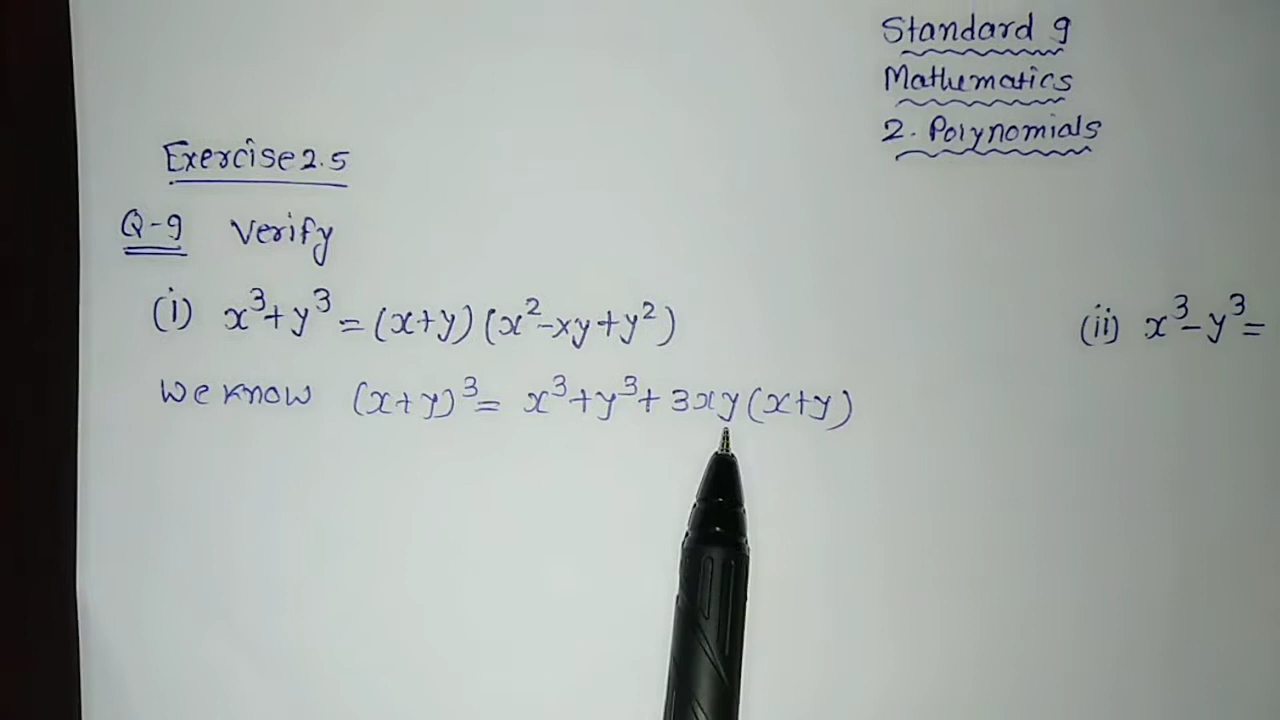 Standard 9
Mathematics
2. Polynomials
Exercise 2.5
Q-9 Verify
(i) x³+y³=(x+y)(x²-xy+y²)
(ii) x³-y³=
We know (x+y)³= x³+y³+3xy(x+y)